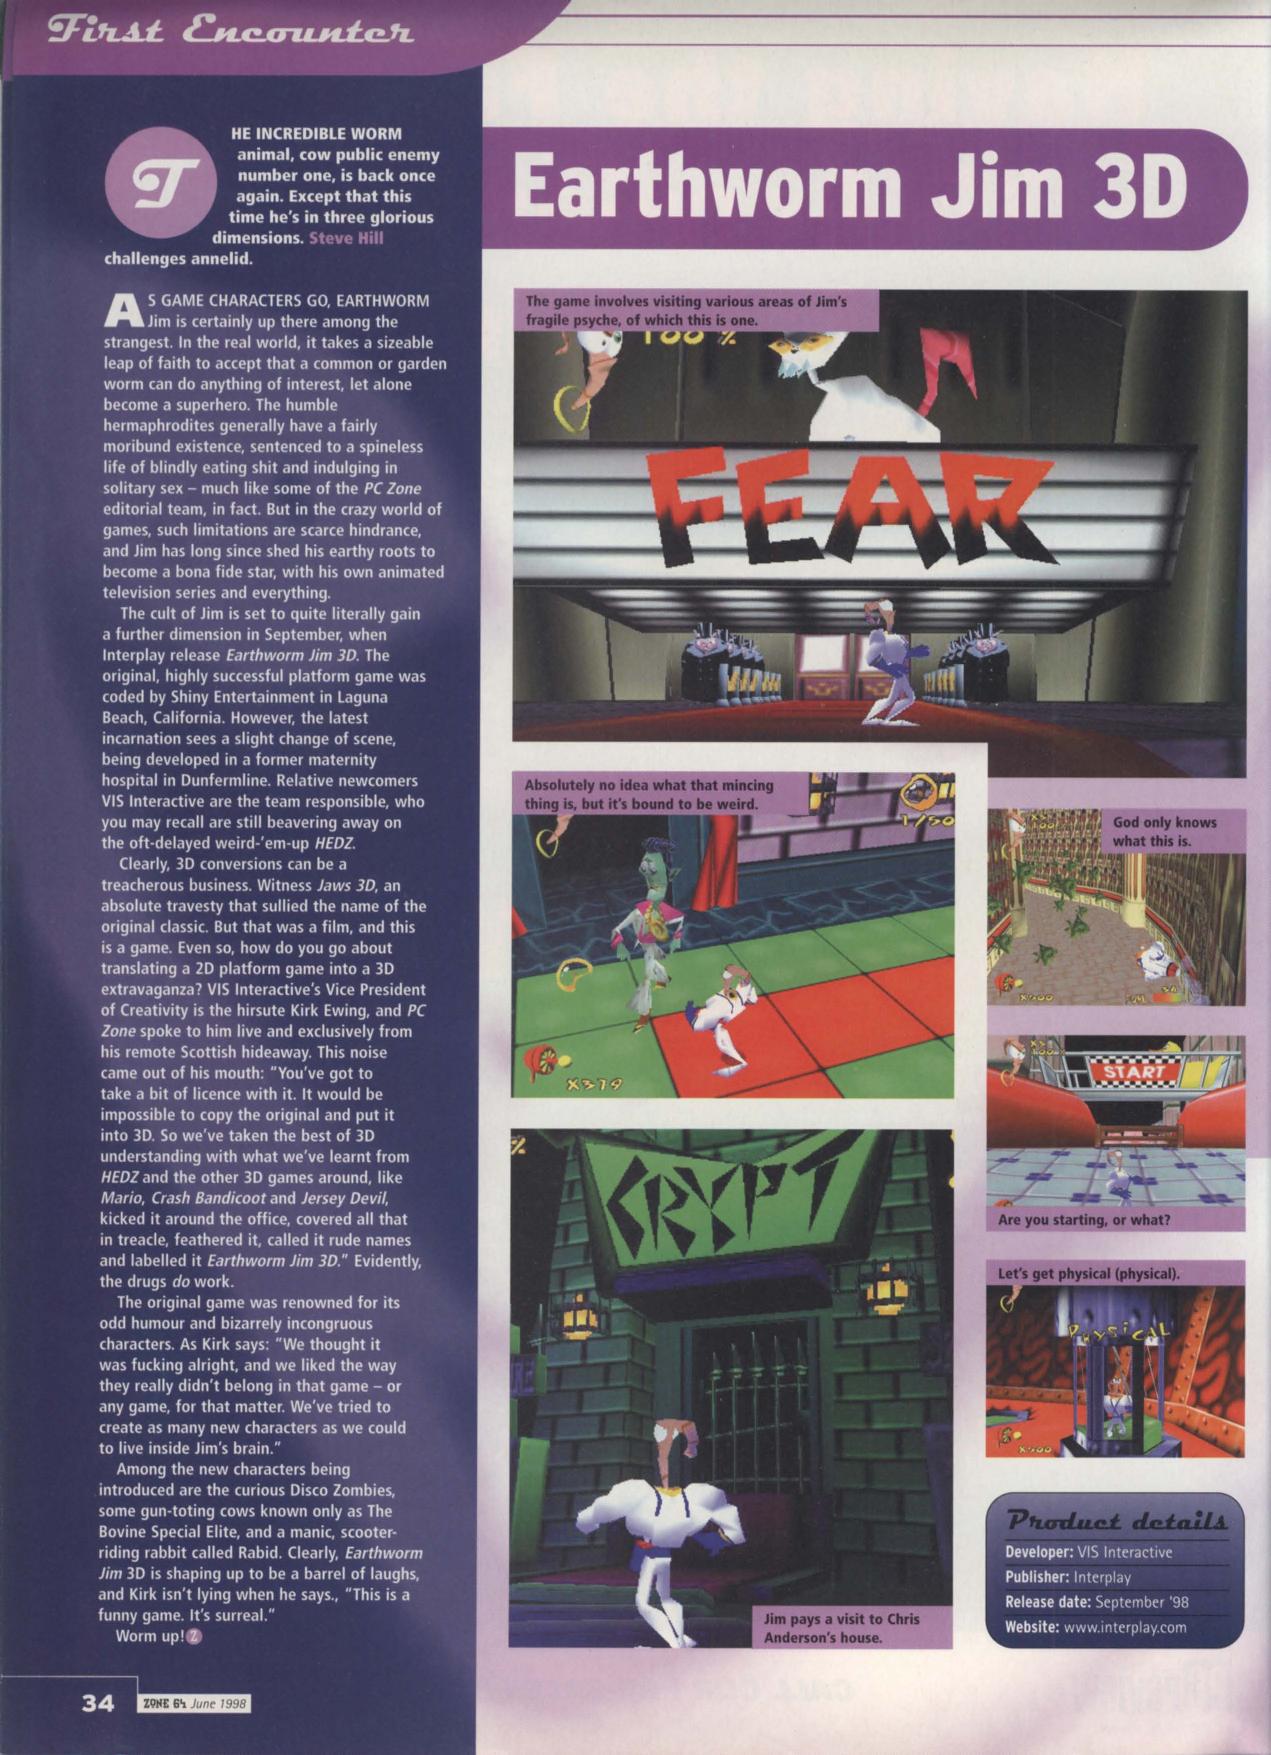 First Encounter
THE INCREDIBLE WORM
animal, cow public enemy
number one, is back once
again. Except that this
time he's in three glorious
dimensions. Steve Hill
challenges annelid.
AS GAME CHARACTERS GO, EARTHWORM
Jim is certainly up there among the
strangest. In the real world, it takes a sizeable
leap of faith to accept that a common or garden
worm can do anything of interest, let alone
become a superhero. The humble
hermaphrodites generally have a fairly
moribund existence, sentenced to a spineless
life of blindly eating shit and indulging in
solitary sex – much like some of the PC Zone
editorial team, in fact. But in the crazy world of
games, such limitations are scarce hindrance,
and Jim has long since shed his earthy roots to
become a bona fide star, with his own animated
television series and everything.
The cult of Jim is set to quite literally gain
a further dimension in September, when
Interplay release Earthworm Jim 3D. The
original, highly successful platform game was
coded by Shiny Entertainment in Laguna
Beach, California. However, the latest
incarnation sees a slight change of scene,
being developed in a former maternity
hospital in Dunfermline. Relative newcomers
VIS Interactive are the team responsible, who
you may recall are still beavering away on
the oft-delayed weird-'em-up HEDZ.
Clearly, 3D conversions can be a
treacherous business. Witness Jaws 3D, an
absolute travesty that sullied the name of the
original classic. But that was a film, and this
is a game. Even so, how do you go about
translating a 2D platform game into a 3D
extravaganza? VIS Interactive's Vice President
of Creativity is the hirsute Kirk Ewing, and PC
Zone spoke to him live and exclusively from
his remote Scottish hideaway. This noise
came out of his mouth: "You've got to
take a bit of licence with it. It would be
impossible to copy the original and put it
into 3D. So we've taken the best of 3D
understanding with what we've learnt from
HEDZ and the other 3D games around, like
Mario, Crash Bandicoot and Jersey Devil,
kicked it around the office, covered all that
in treacle, feathered it, called it rude names
and labelled it Earthworm Jim 3D." Evidently,
the drugs do work.
The original game was renowned for its
odd humour and bizarrely incongruous
characters. As Kirk says: "We thought it
was fucking alright, and we liked the way
they really didn't belong in that game – or
any game, for that matter. We've tried to
create as many new characters as we could
to live inside Jim's brain."
Among the new characters being
introduced are the curious Disco Zombies,
some gun-toting cows known only as The
Bovine Special Elite, and a manic, scooter-
riding rabbit called Rabid. Clearly, Earthworm
Jim 3D is shaping up to be a barrel of laughs,
and Kirk isn't lying when he says., "This is a
funny game. It's surreal."
Worm up! Z
34 ZONE 64 June 1998
Earthworm Jim 3D
The game involves visiting various areas of Jim's
fragile psyche, of which this is one.
100 %
FEAR
Absolutely no idea what that mincing
thing is, but it's bound to be weird.
1/50
X319
God only knows
what this is.
100
X500
START
100
Are you starting, or what?
%
CRYPT
Jim pays a visit to Chris
Anderson's house.
Let's get physical (physical).
PHYSICAL
X500
Product details
Developer: VIS Interactive
Publisher: Interplay
Release date: September '98
Website: www.interplay.com